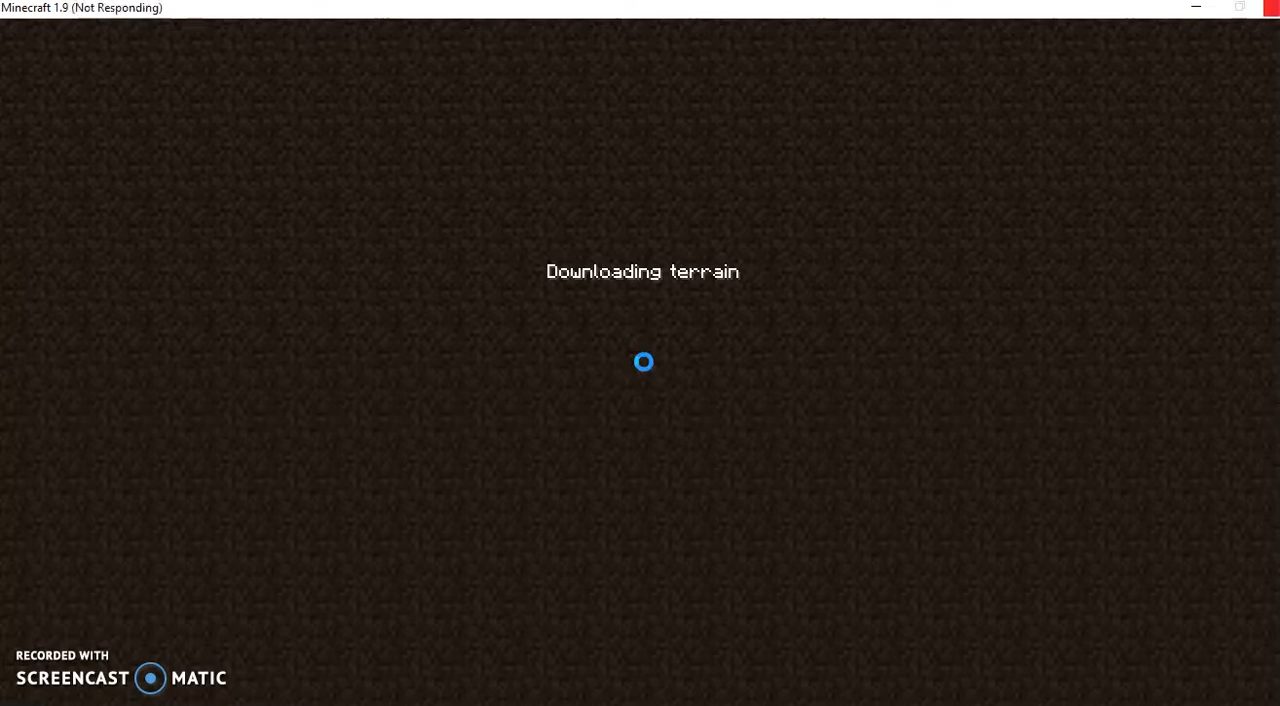 Minecraft 1.9 (Not Responding)
Downloading terrain
RECORDED WITH
SCREENCAST MATIC